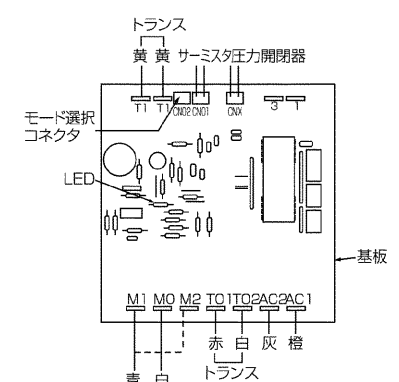 トランス
黄 黄 サーミスタ 圧力開閉器
T1 T1 CN02 CN01 CNX 3 1
モード選択
コネクタ
LED
基板
M1 M0 M2 TO1 TO2 AC2 AC1
青 白 赤 白 灰 橙
トランス